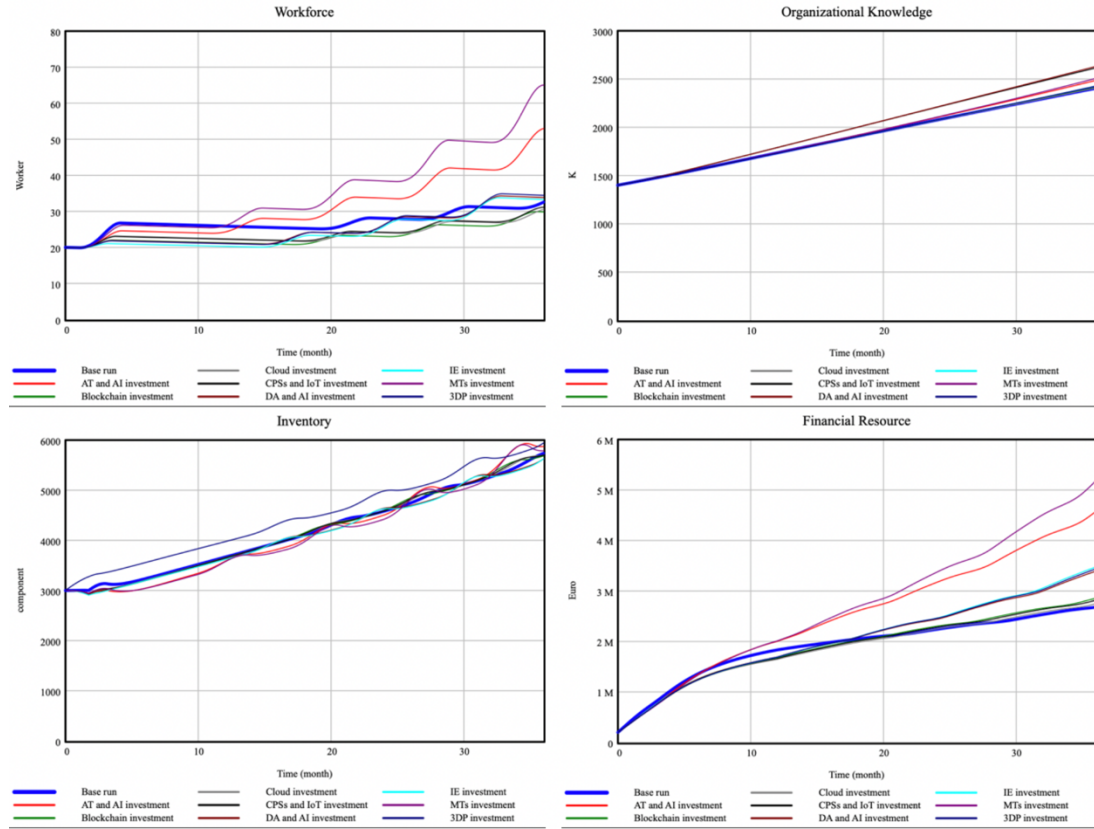 Workforce
80
70
60
50
40
30
20
10
0
Worker
0 10 20 30
Time (month)
Base run Cloud investment IE investment
AT and AI investment CPSs and IoT investment MTs investment
Blockchain investment DA and AI investment 3DP investment
Organizational Knowledge
3000
2500
2000
1500
1000
500
0
K
0 10 20 30
Time (month)
Base run Cloud investment IE investment
AT and AI investment CPSs and IoT investment MTs investment
Blockchain investment DA and AI investment 3DP investment
Inventory
6000
5000
4000
3000
2000
1000
0
component
0 10 20 30
Time (month)
Base run Cloud investment IE investment
AT and AI investment CPSs and IoT investment MTs investment
Blockchain investment DA and AI investment 3DP investment
Financial Resource
6 M
5 M
4 M
3 M
2 M
1 M
0
Euro
0 10 20 30
Time (month)
Base run Cloud investment IE investment
AT and AI investment CPSs and IoT investment MTs investment
Blockchain investment DA and AI investment 3DP investment